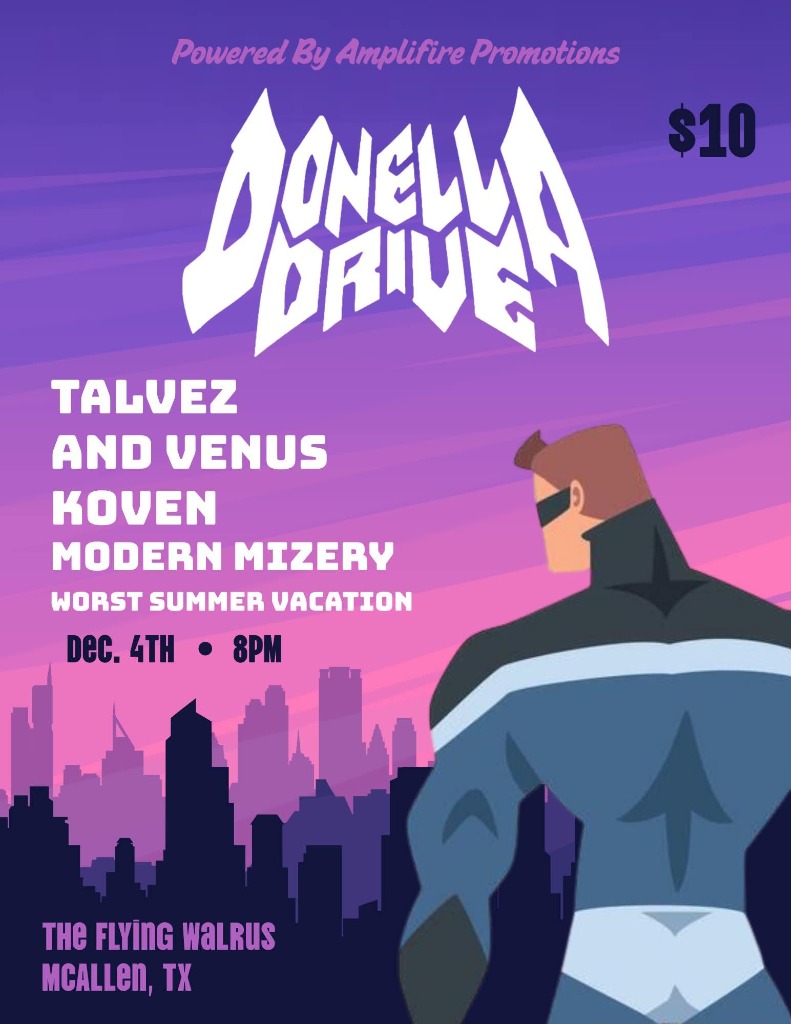 Powered By Amplifire Promotions
$10
DONELLA
DRIVE
TALVEZ
AND VENUS
KOVEN
MODERN MIZERY
WORST SUMMER VACATION
DEC. 4TH • 8PM
THE FLYING WALRUS
MCALLEN, TX